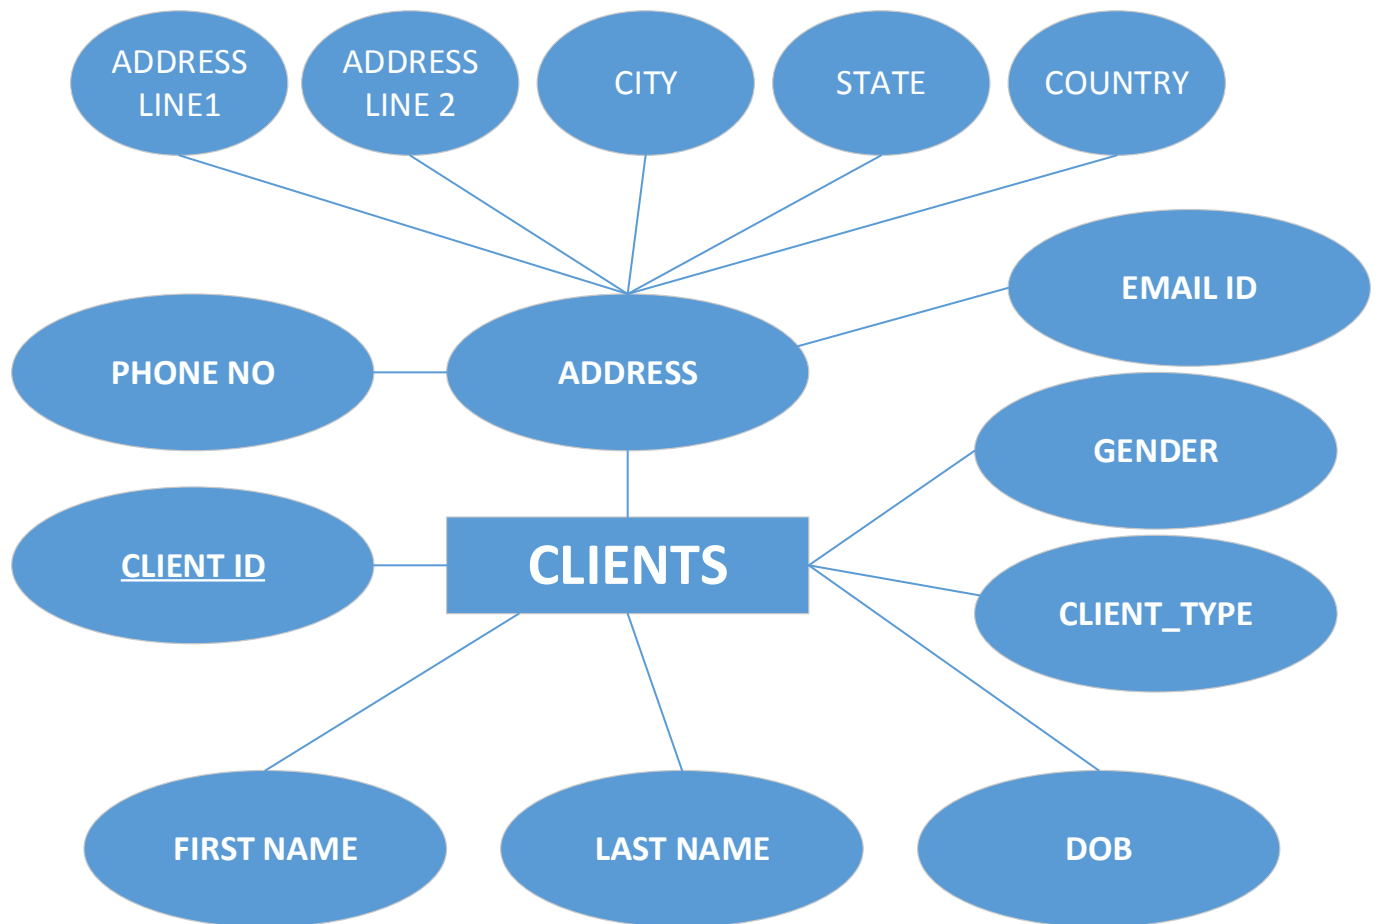 ADDRESS
LINE1
ADDRESS
LINE 2
CITY
STATE
COUNTRY
EMAIL ID
PHONE NO
ADDRESS
GENDER
CLIENT ID
CLIENTS
CLIENT_TYPE
FIRST NAME
LAST NAME
DOB